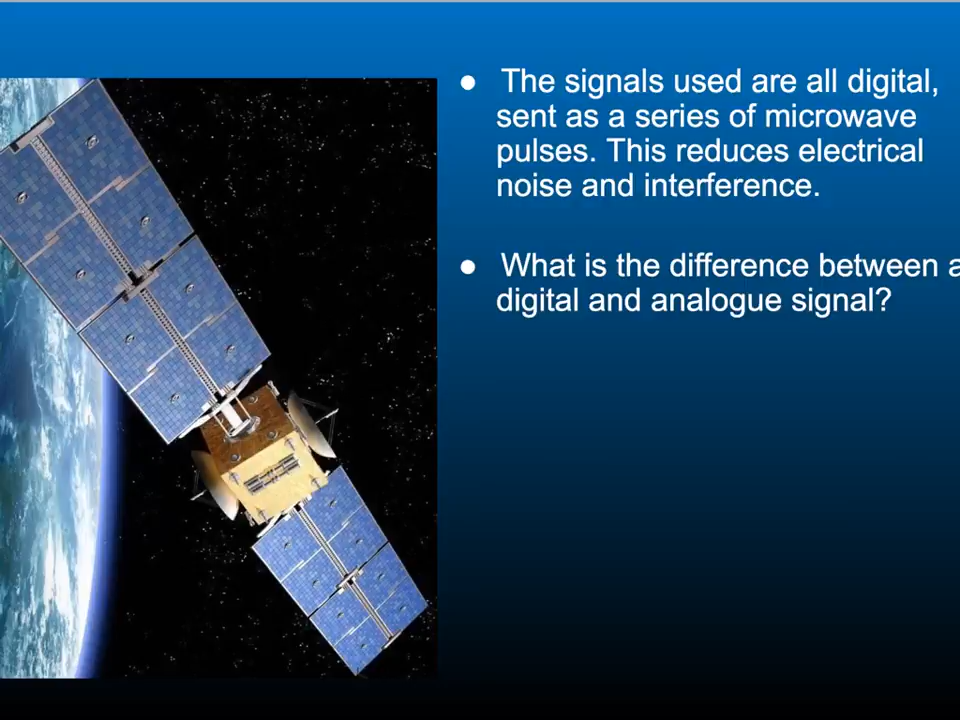 ● The signals used are all digital,
sent as a series of microwave
pulses. This reduces electrical
noise and interference.
● What is the difference between a
digital and analogue signal?